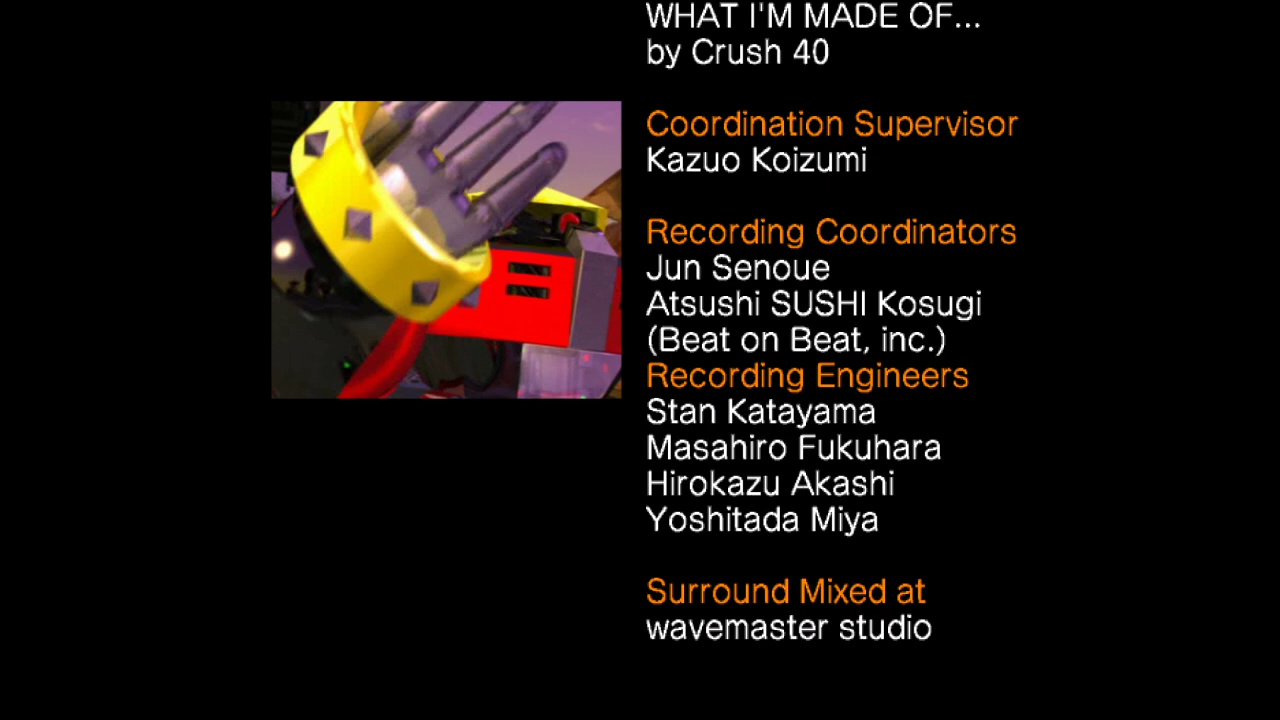 WHAT I'M MADE OF...
by Crush 40
Coordination Supervisor
Kazuo Koizumi
Recording Coordinators
Jun Senoue
Atsushi SUSHI Kosugi
(Beat on Beat, inc.)
Recording Engineers
Stan Katayama
Masahiro Fukuhara
Hirokazu Akashi
Yoshitada Miya
Surround Mixed at
wavemaster studio